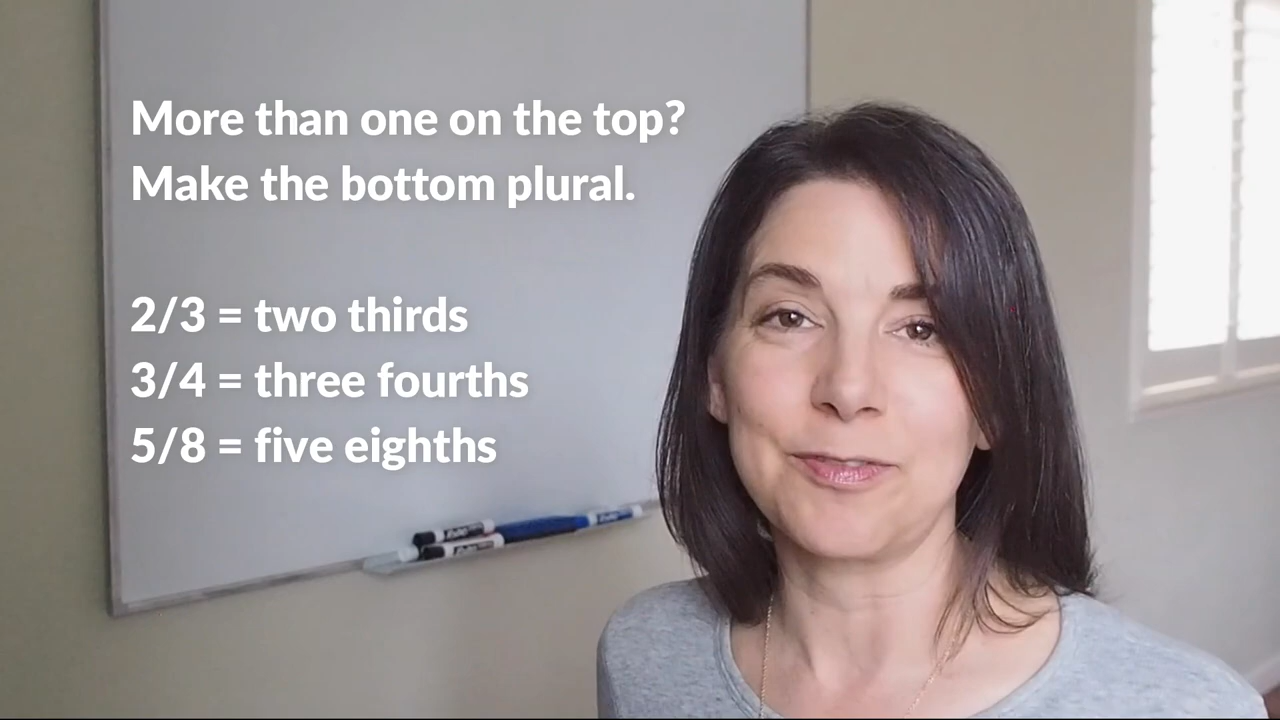 More than one on the top?
Make the bottom plural.
2/3 = two thirds
3/4 = three fourths
5/8 = five eighths